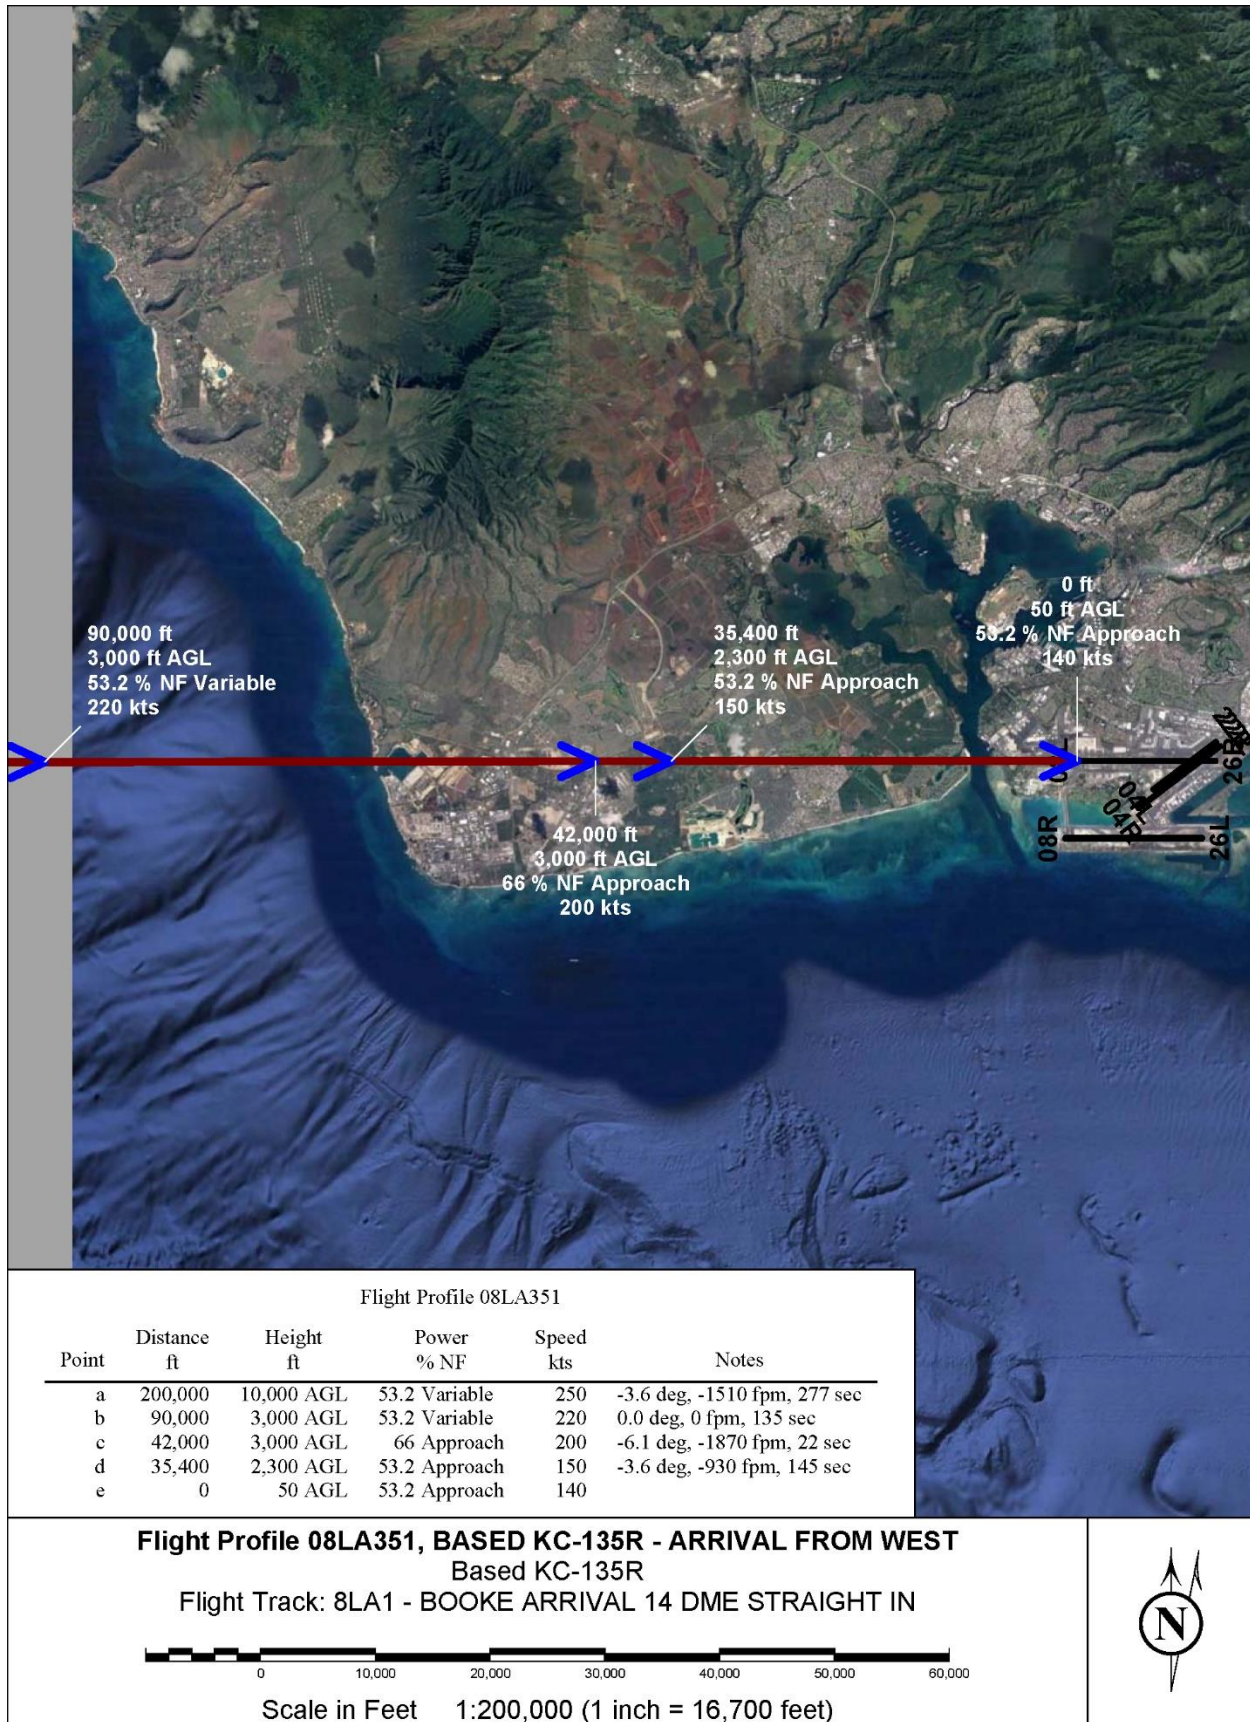 0 ft
50 ft AGL
53.2 % NF Approach
140 kts
90,000 ft
3,000 ft AGL
53.2 % NF Variable
220 kts
35,400 ft
2,300 ft AGL
53.2 % NF Approach
150 kts
26R
04L
04R
42,000 ft
3,000 ft AGL
66 % NF Approach
200 kts
08R
26L
Flight Profile 08LA351
Point Distance ft Height ft Power % NF Speed kts Notes
a 200,000 10,000 AGL 53.2 Variable 250 -3.6 deg, -1510 fpm, 277 sec
b 90,000 3,000 AGL 53.2 Variable 220 0.0 deg, 0 fpm, 135 sec
c 42,000 3,000 AGL 66 Approach 200 -6.1 deg, -1870 fpm, 22 sec
d 35,400 2,300 AGL 53.2 Approach 150 -3.6 deg, -930 fpm, 145 sec
e 0 50 AGL 53.2 Approach 140
Flight Profile 08LA351, BASED KC-135R - ARRIVAL FROM WEST
Based KC-135R
Flight Track: 8LA1 - BOOKE ARRIVAL 14 DME STRAIGHT IN
0 10,000 20,000 30,000 40,000 50,000 60,000
Scale in Feet 1:200,000 (1 inch = 16,700 feet)
N